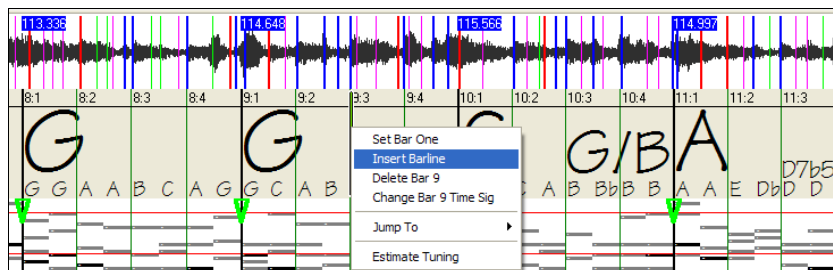 113.336 114.648 115.566 114.997
8:1 8:2 8:3 8:4 9:1 9:2 9:3 9:4 10:1 10:2 10:3 10:4 11:1 11:2 11:3
G G G/B A D7b5
G G A A B C A G G C A B C A B Bb B B A A E Db D D
Set Bar One
Insert Barline
Delete Bar 9
Change Bar 9 Time Sig
Jump To
Estimate Tuning